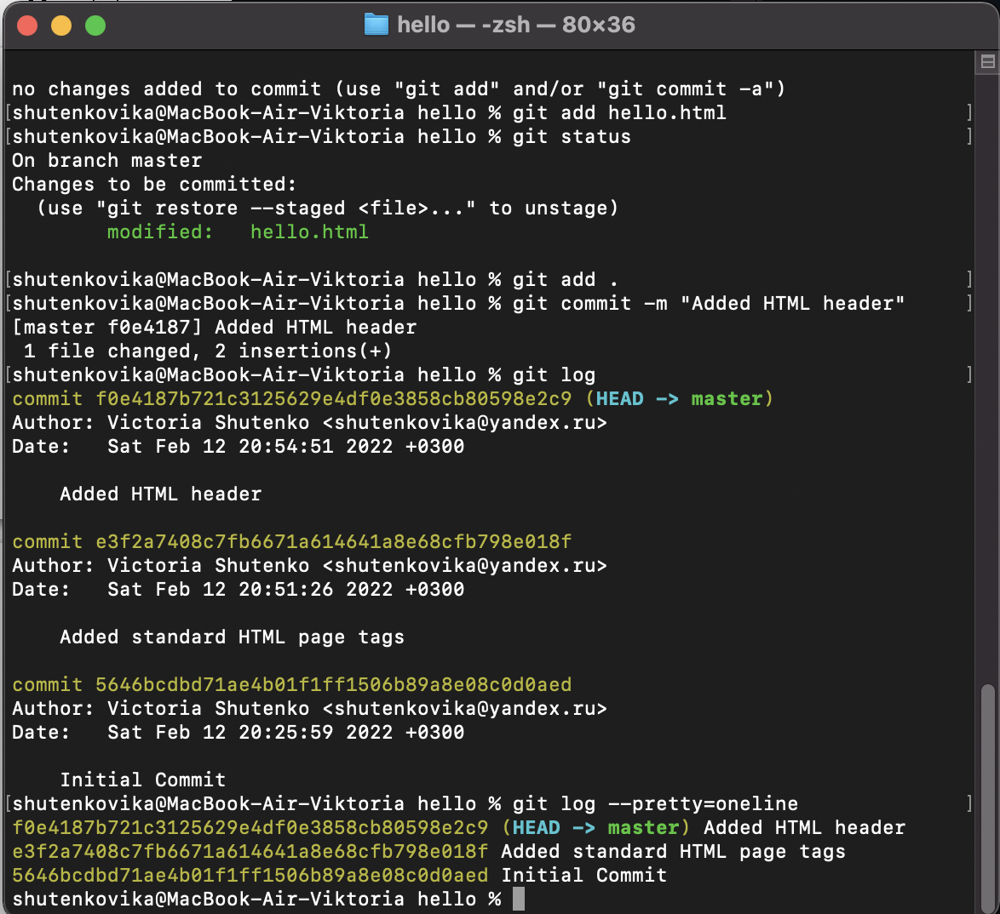 hello — -zsh — 80×36
no changes added to commit (use "git add" and/or "git commit -a")
[shutenkovika@MacBook-Air-Viktoria hello % git add hello.html ]
[shutenkovika@MacBook-Air-Viktoria hello % git status ]
On branch master
Changes to be committed:
  (use "git restore --staged <file>..." to unstage)
        modified:   hello.html
[shutenkovika@MacBook-Air-Viktoria hello % git add . ]
[shutenkovika@MacBook-Air-Viktoria hello % git commit -m "Added HTML header" ]
[master f0e4187] Added HTML header
 1 file changed, 2 insertions(+)
[shutenkovika@MacBook-Air-Viktoria hello % git log ]
commit f0e4187b721c3125629e4df0e3858cb80598e2c9 (HEAD -> master)
Author: Victoria Shutenko <shutenkovika@yandex.ru>
Date:   Sat Feb 12 20:54:51 2022 +0300
    Added HTML header
commit e3f2a7408c7fb6671a614641a8e68cfb798e018f
Author: Victoria Shutenko <shutenkovika@yandex.ru>
Date:   Sat Feb 12 20:51:26 2022 +0300
    Added standard HTML page tags
commit 5646bcdbd71ae4b01f1ff1506b89a8e08c0d0aed
Author: Victoria Shutenko <shutenkovika@yandex.ru>
Date:   Sat Feb 12 20:25:59 2022 +0300
    Initial Commit
[shutenkovika@MacBook-Air-Viktoria hello % git log --pretty=oneline ]
f0e4187b721c3125629e4df0e3858cb80598e2c9 (HEAD -> master) Added HTML header
e3f2a7408c7fb6671a614641a8e68cfb798e018f Added standard HTML page tags
5646bcdbd71ae4b01f1ff1506b89a8e08c0d0aed Initial Commit
shutenkovika@MacBook-Air-Viktoria hello %